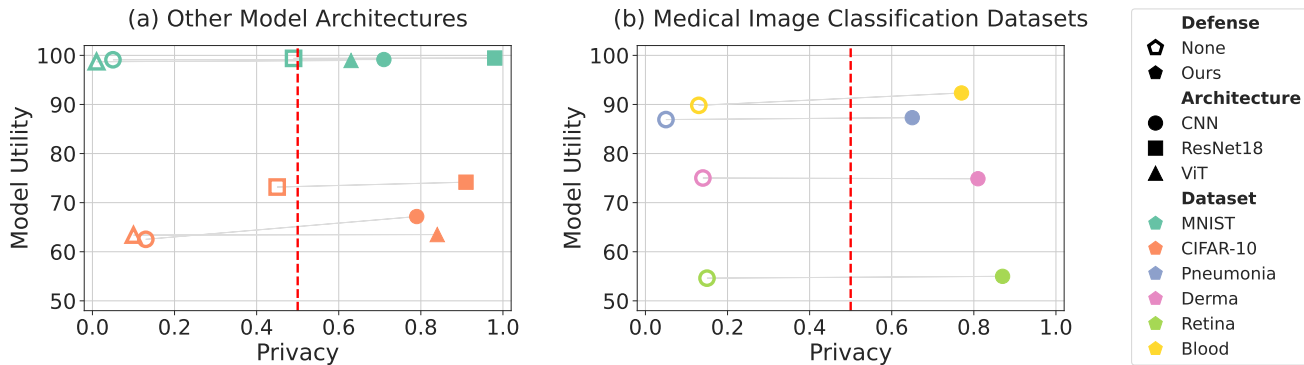 (a) Other Model Architectures
100
90
80
70
60
50
Model Utility
0.0 0.2 0.4 0.6 0.8 1.0
Privacy
(b) Medical Image Classification Datasets
100
90
80
70
60
50
Model Utility
0.0 0.2 0.4 0.6 0.8 1.0
Privacy
Defense
None
Ours
Architecture
CNN
ResNet18
ViT
Dataset
MNIST
CIFAR-10
Pneumonia
Derma
Retina
Blood